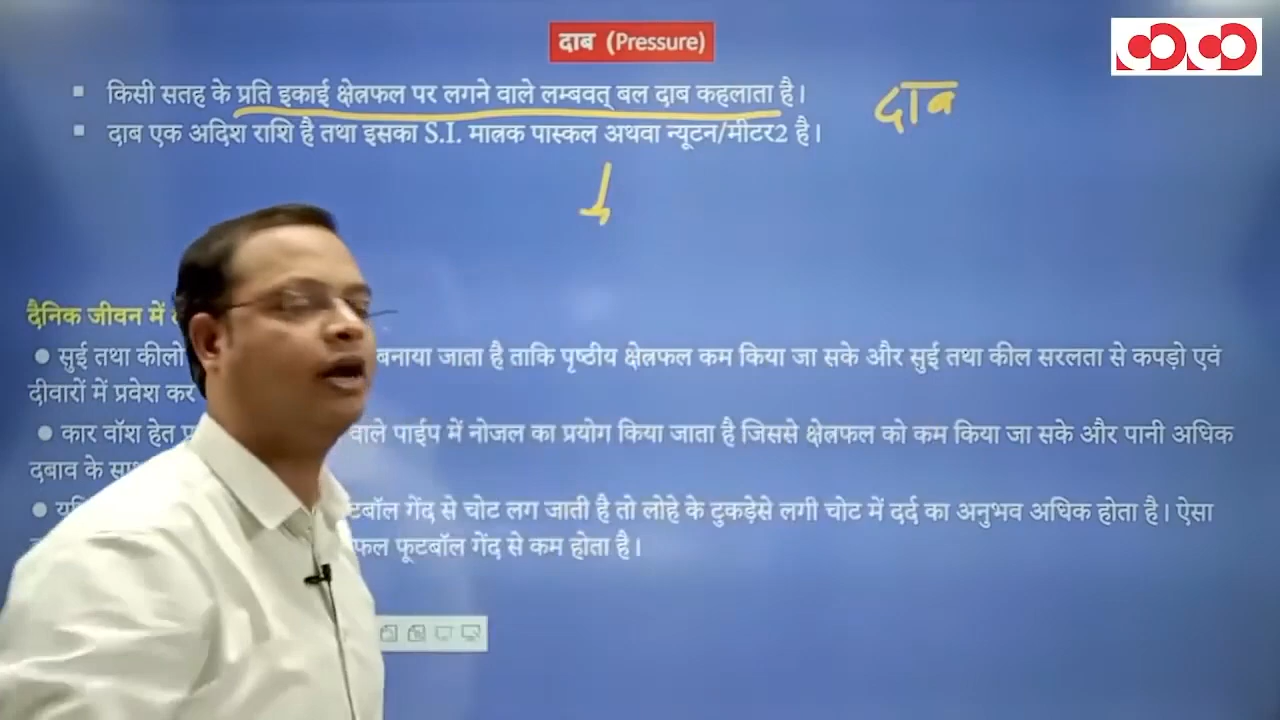 दाब (Pressure)
▪ किसी सतह के प्रति इकाई क्षेत्रफल पर लगने वाले लम्बवत् बल दाब कहलाता है।
दाब
▪ दाब एक अदिश राशि है तथा इसका S.I. मात्रक पास्कल अथवा न्यूटन/मीटर2 है।
दैनिक जीवन में
● सुई तथा कीलो बनाया जाता है ताकि पृष्ठीय क्षेत्रफल कम किया जा सके और सुई तथा कील सरलता से कपड़ो एवं
दीवारों में प्रवेश कर
● कार वॉश हेतु वाले पाईप में नोजल का प्रयोग किया जाता है जिससे क्षेत्रफल को कम किया जा सके और पानी अधिक
दबाव के
● गेंद से चोट लग जाती है तो लोहे के टुकड़ेसे लगी चोट में दर्द का अनुभव अधिक होता है। ऐसा
फूटबॉल गेंद से कम होता है।